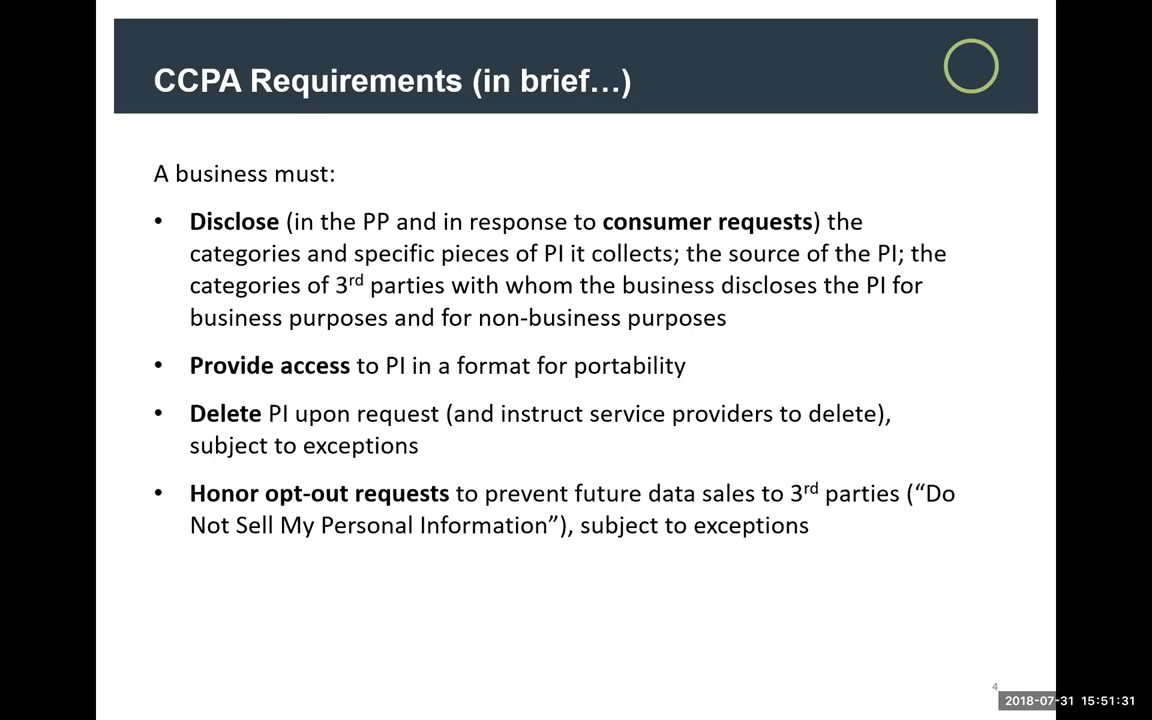 CCPA Requirements (in brief…)
A business must:
• Disclose (in the PP and in response to consumer requests) the
categories and specific pieces of PI it collects; the source of the PI; the
categories of 3rd parties with whom the business discloses the PI for
business purposes and for non-business purposes
• Provide access to PI in a format for portability
• Delete PI upon request (and instruct service providers to delete),
subject to exceptions
• Honor opt-out requests to prevent future data sales to 3rd parties (“Do
Not Sell My Personal Information”), subject to exceptions
4
2018-07-31 15:51:31